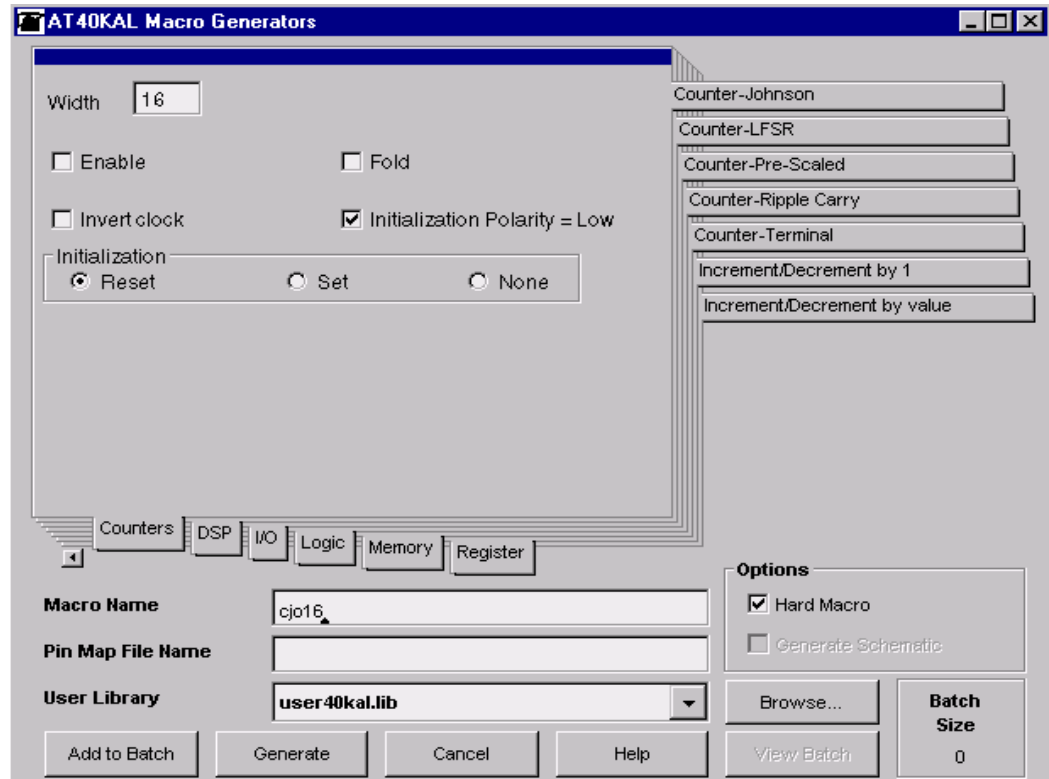 AT40KAL Macro Generators
Width 16
Enable
Fold
Invert clock
Initialization Polarity = Low
Initialization
Reset
Set
None
Counter-Johnson
Counter-LFSR
Counter-Pre-Scaled
Counter-Ripple Carry
Counter-Terminal
Increment/Decrement by 1
Increment/Decrement by value
Counters
DSP
I/O
Logic
Memory
Register
Macro Name cjo16
Pin Map File Name
User Library user40kal.lib
Options
Hard Macro
Generate Schematic
Browse...
Batch
Size
0
Add to Batch
Generate
Cancel
Help
View Batch